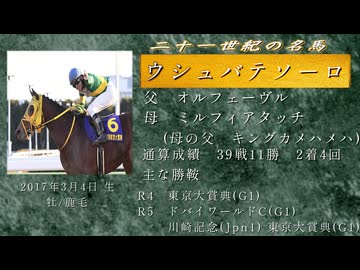 二十一世紀の名馬
ウシュバテソーロ
父 オルフェーヴル
母 ミルフィアタッチ
(母の父 キングカメハメハ)
通算成績 39戦11勝 2着4回
主な勝鞍
R4 東京大賞典(G1)
R5 ドバイワールドC(G1)
川崎記念(Jpn1) 東京大賞典(G1)
6
2017年3月4日 生
牡/鹿毛